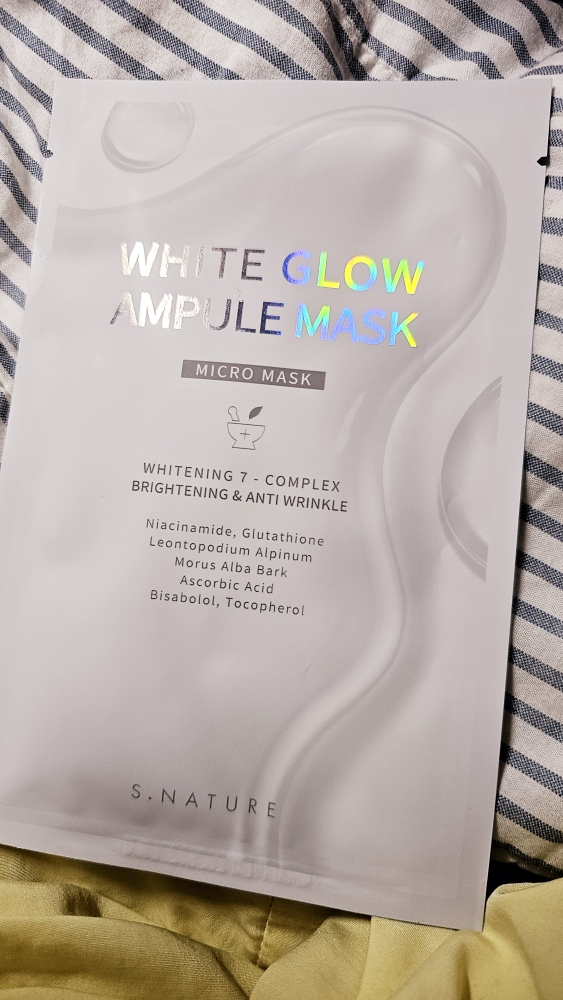 WHITE GLOW
AMPULE MASK
MICRO MASK
WHITENING 7 - COMPLEX
BRIGHTENING & ANTI WRINKLE
Niacinamide, Glutathione
Leontopodium Alpinum
Morus Alba Bark
Ascorbic Acid
Bisabolol, Tocopherol
S.NATURE